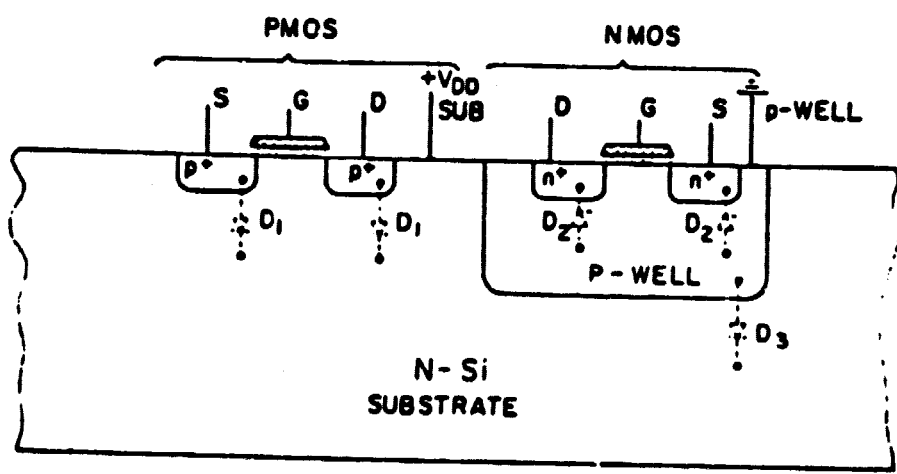 PMOS
NMOS
+VDD
SUB
S
G
D
D
G
S
p-WELL
p+
p+
n+
n+
D1
D1
D2
D2
P-WELL
D3
N-Si
SUBSTRATE